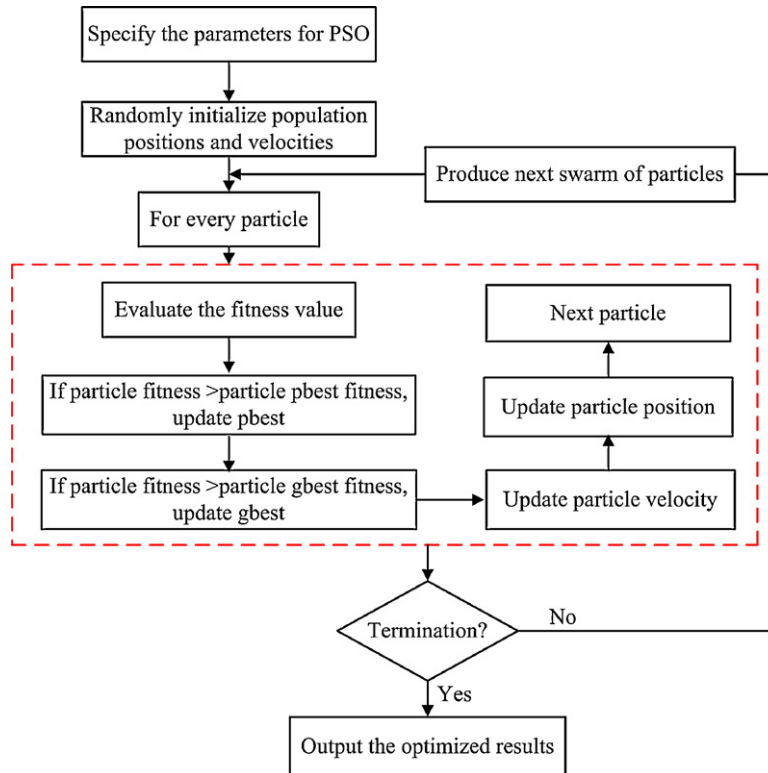 Specify the parameters for PSO
Randomly initialize population
positions and velocities
Produce next swarm of particles
For every particle
Evaluate the fitness value
If particle fitness >particle pbest fitness,
update pbest
If particle fitness >particle gbest fitness,
update gbest
Update particle velocity
Update particle position
Next particle
Termination?
No
Yes
Output the optimized results